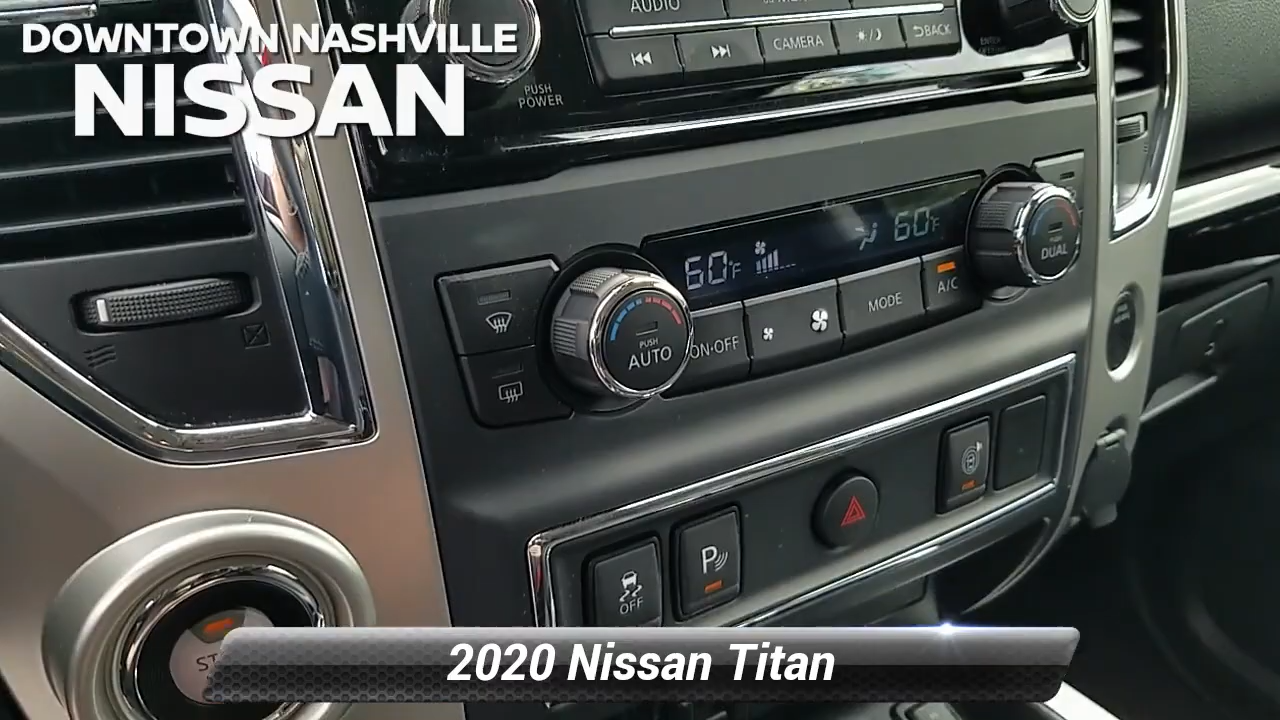 DOWNTOWN NASHVILLE
NISSAN
AUDIO
CAMERA
BACK
PUSH
POWER
60°F
60°F
PUSH
AUTO
ON·OFF
MODE
A/C
DUAL
OFF
P
2020 Nissan Titan